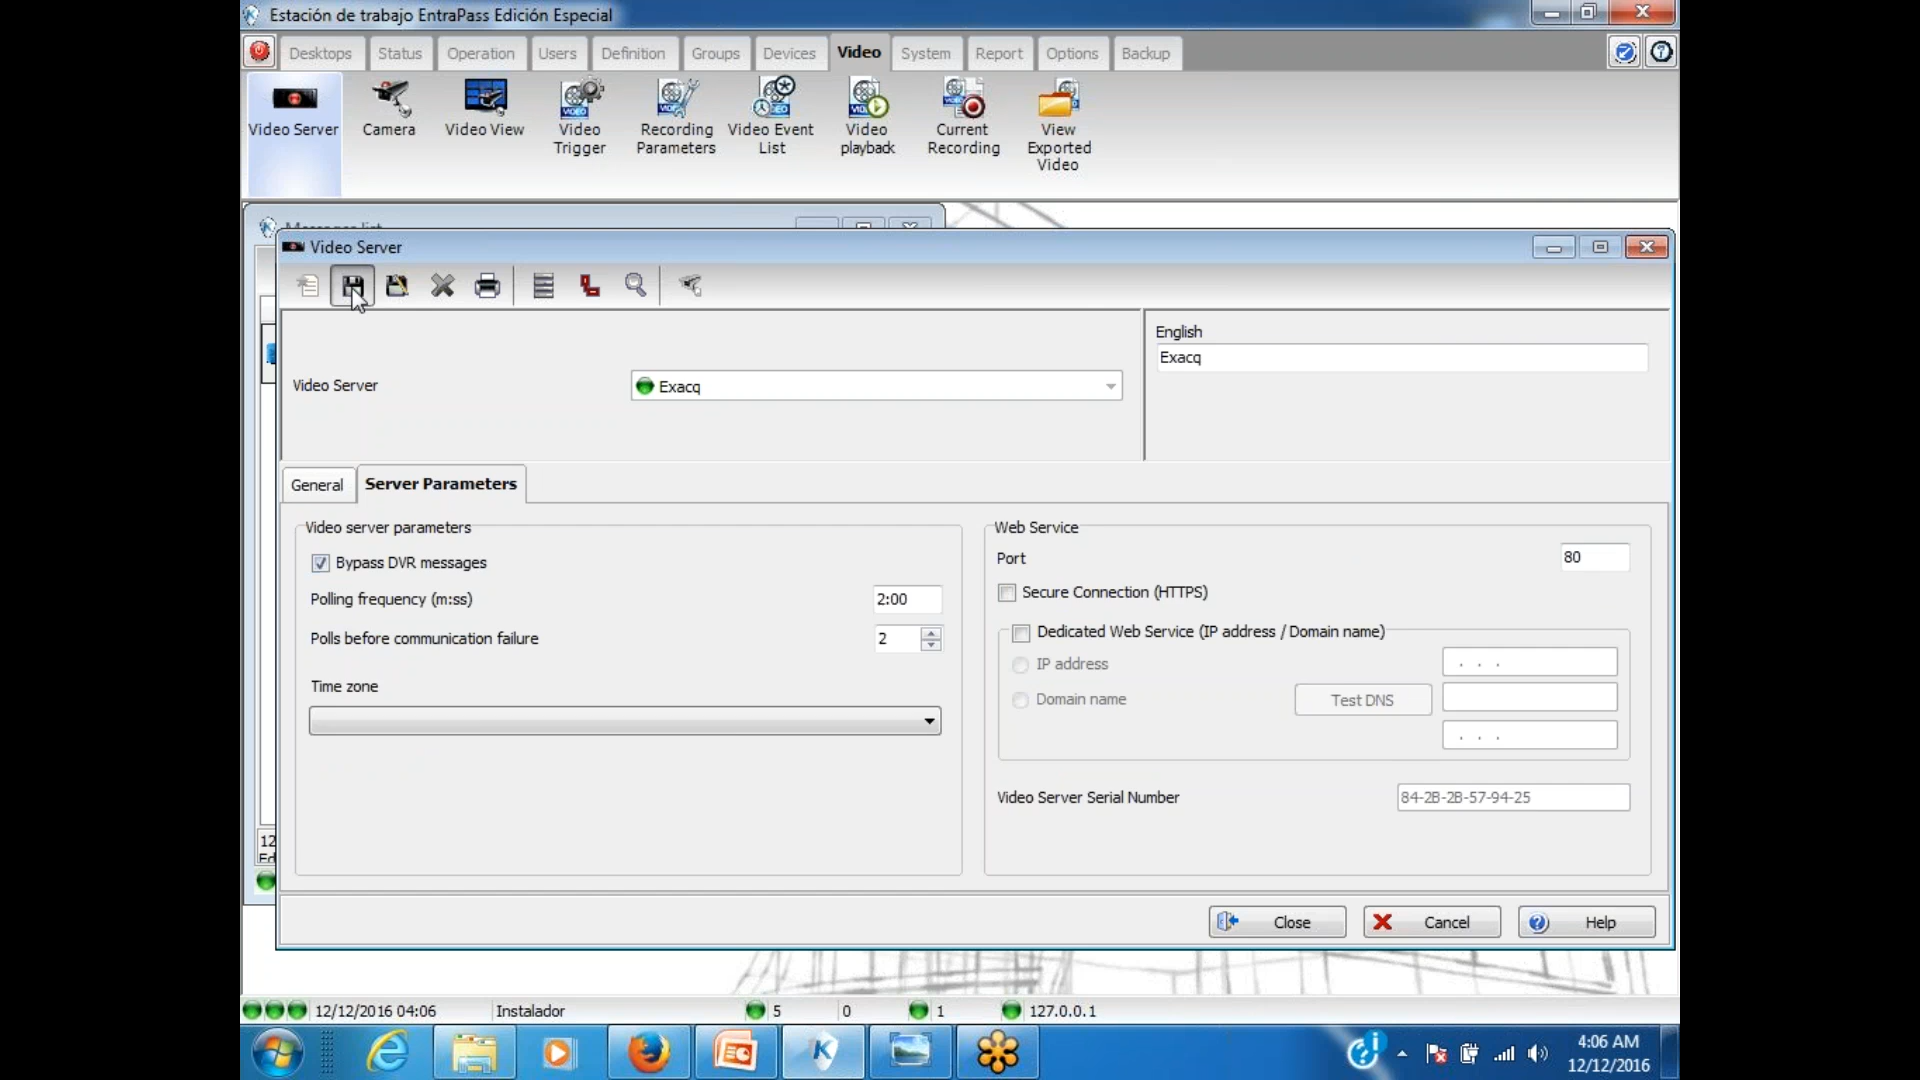 Estación de trabajo EntraPass Edición Especial
Desktops Status Operation Users Definition Groups Devices Video System Report Options Backup
Video Server
Camera
Video View
Video
Trigger
Recording
Parameters
Video Event
List
Video
playback
Current
Recording
View
Exported
Video
Video Server
English
Exacq
Video Server
Exacq
General
Server Parameters
Video server parameters
Bypass DVR messages
Polling frequency (m:ss) 2:00
Polls before communication failure 2
Time zone
Web Service
Port 80
Secure Connection (HTTPS)
Dedicated Web Service (IP address / Domain name)
IP address . . .
Domain name Test DNS
. . .
Video Server Serial Number 84-2B-2B-57-94-25
12
Ed
Close Cancel Help
12/12/2016 04:06 Instalador 5 0 1 127.0.0.1
4:06 AM
12/12/2016